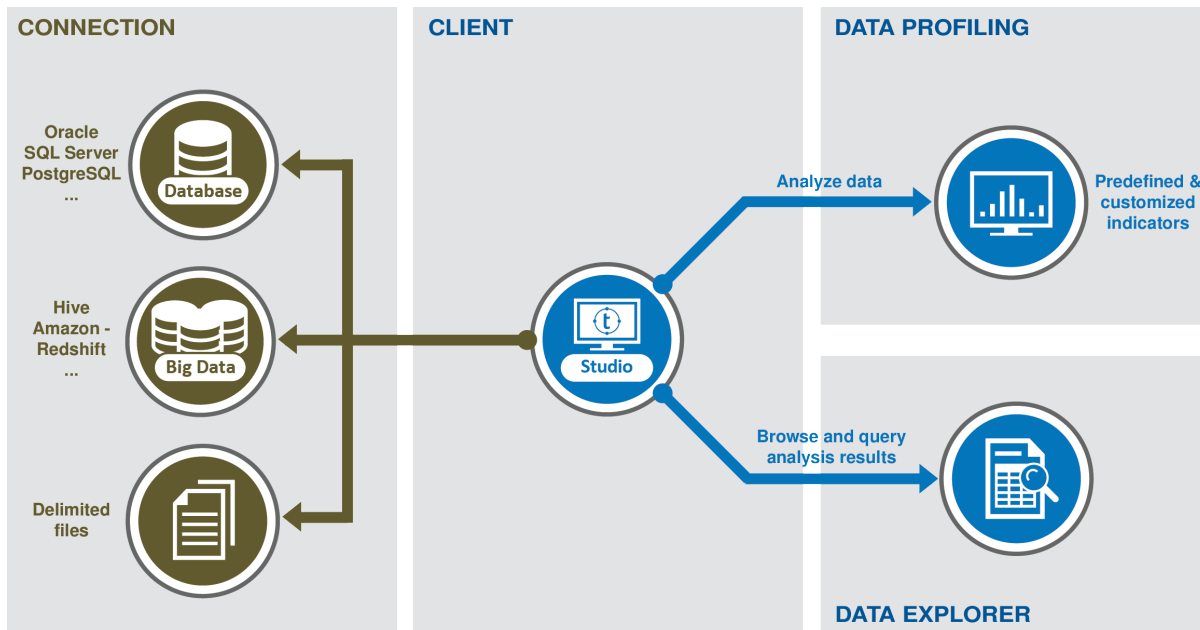 CONNECTION
Oracle
SQL Server
PostgreSQL
...
Database
Hive
Amazon -
Redshift
...
Big Data
Delimited
files
CLIENT
t
Studio
Analyze data
Browse and query
analysis results
DATA PROFILING
Predefined &
customized
indicators
DATA EXPLORER